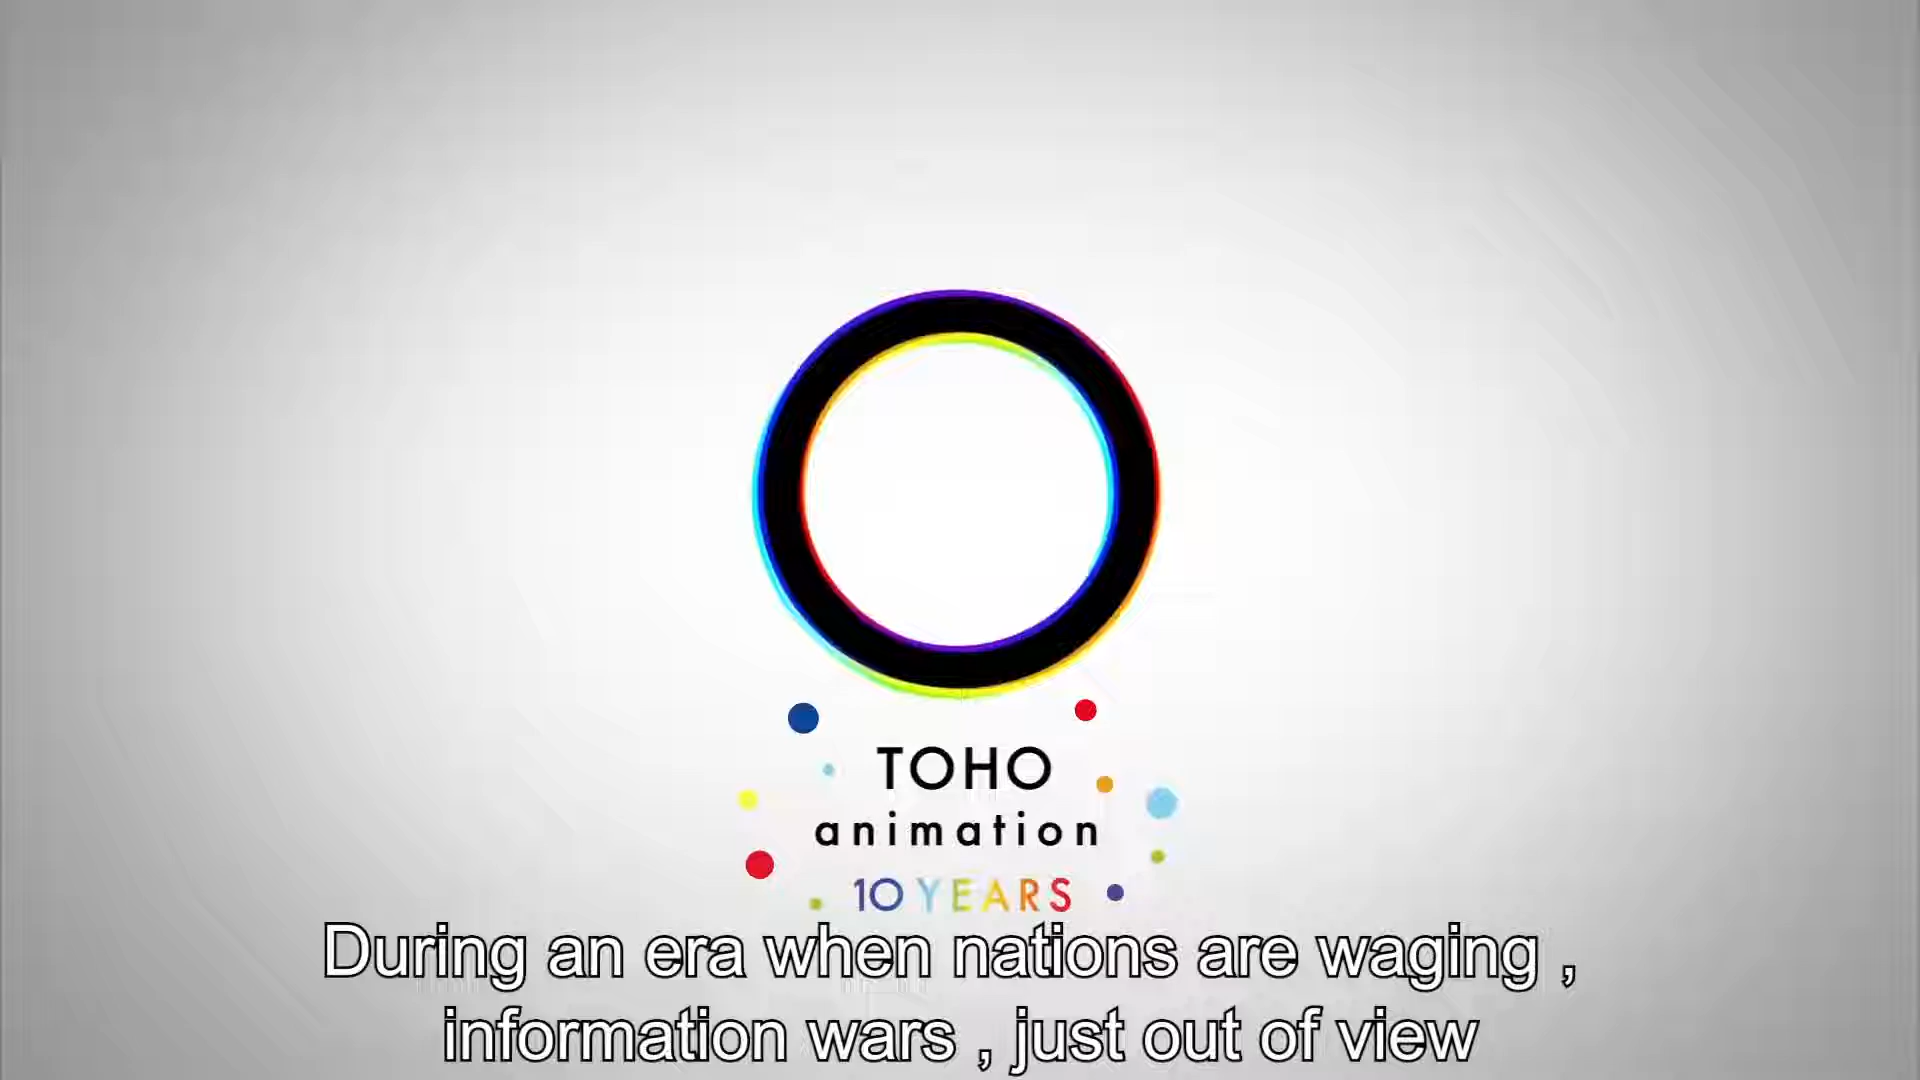 TOHO
animation
10 YEARS
During an era when nations are waging ,
information wars , just out of view